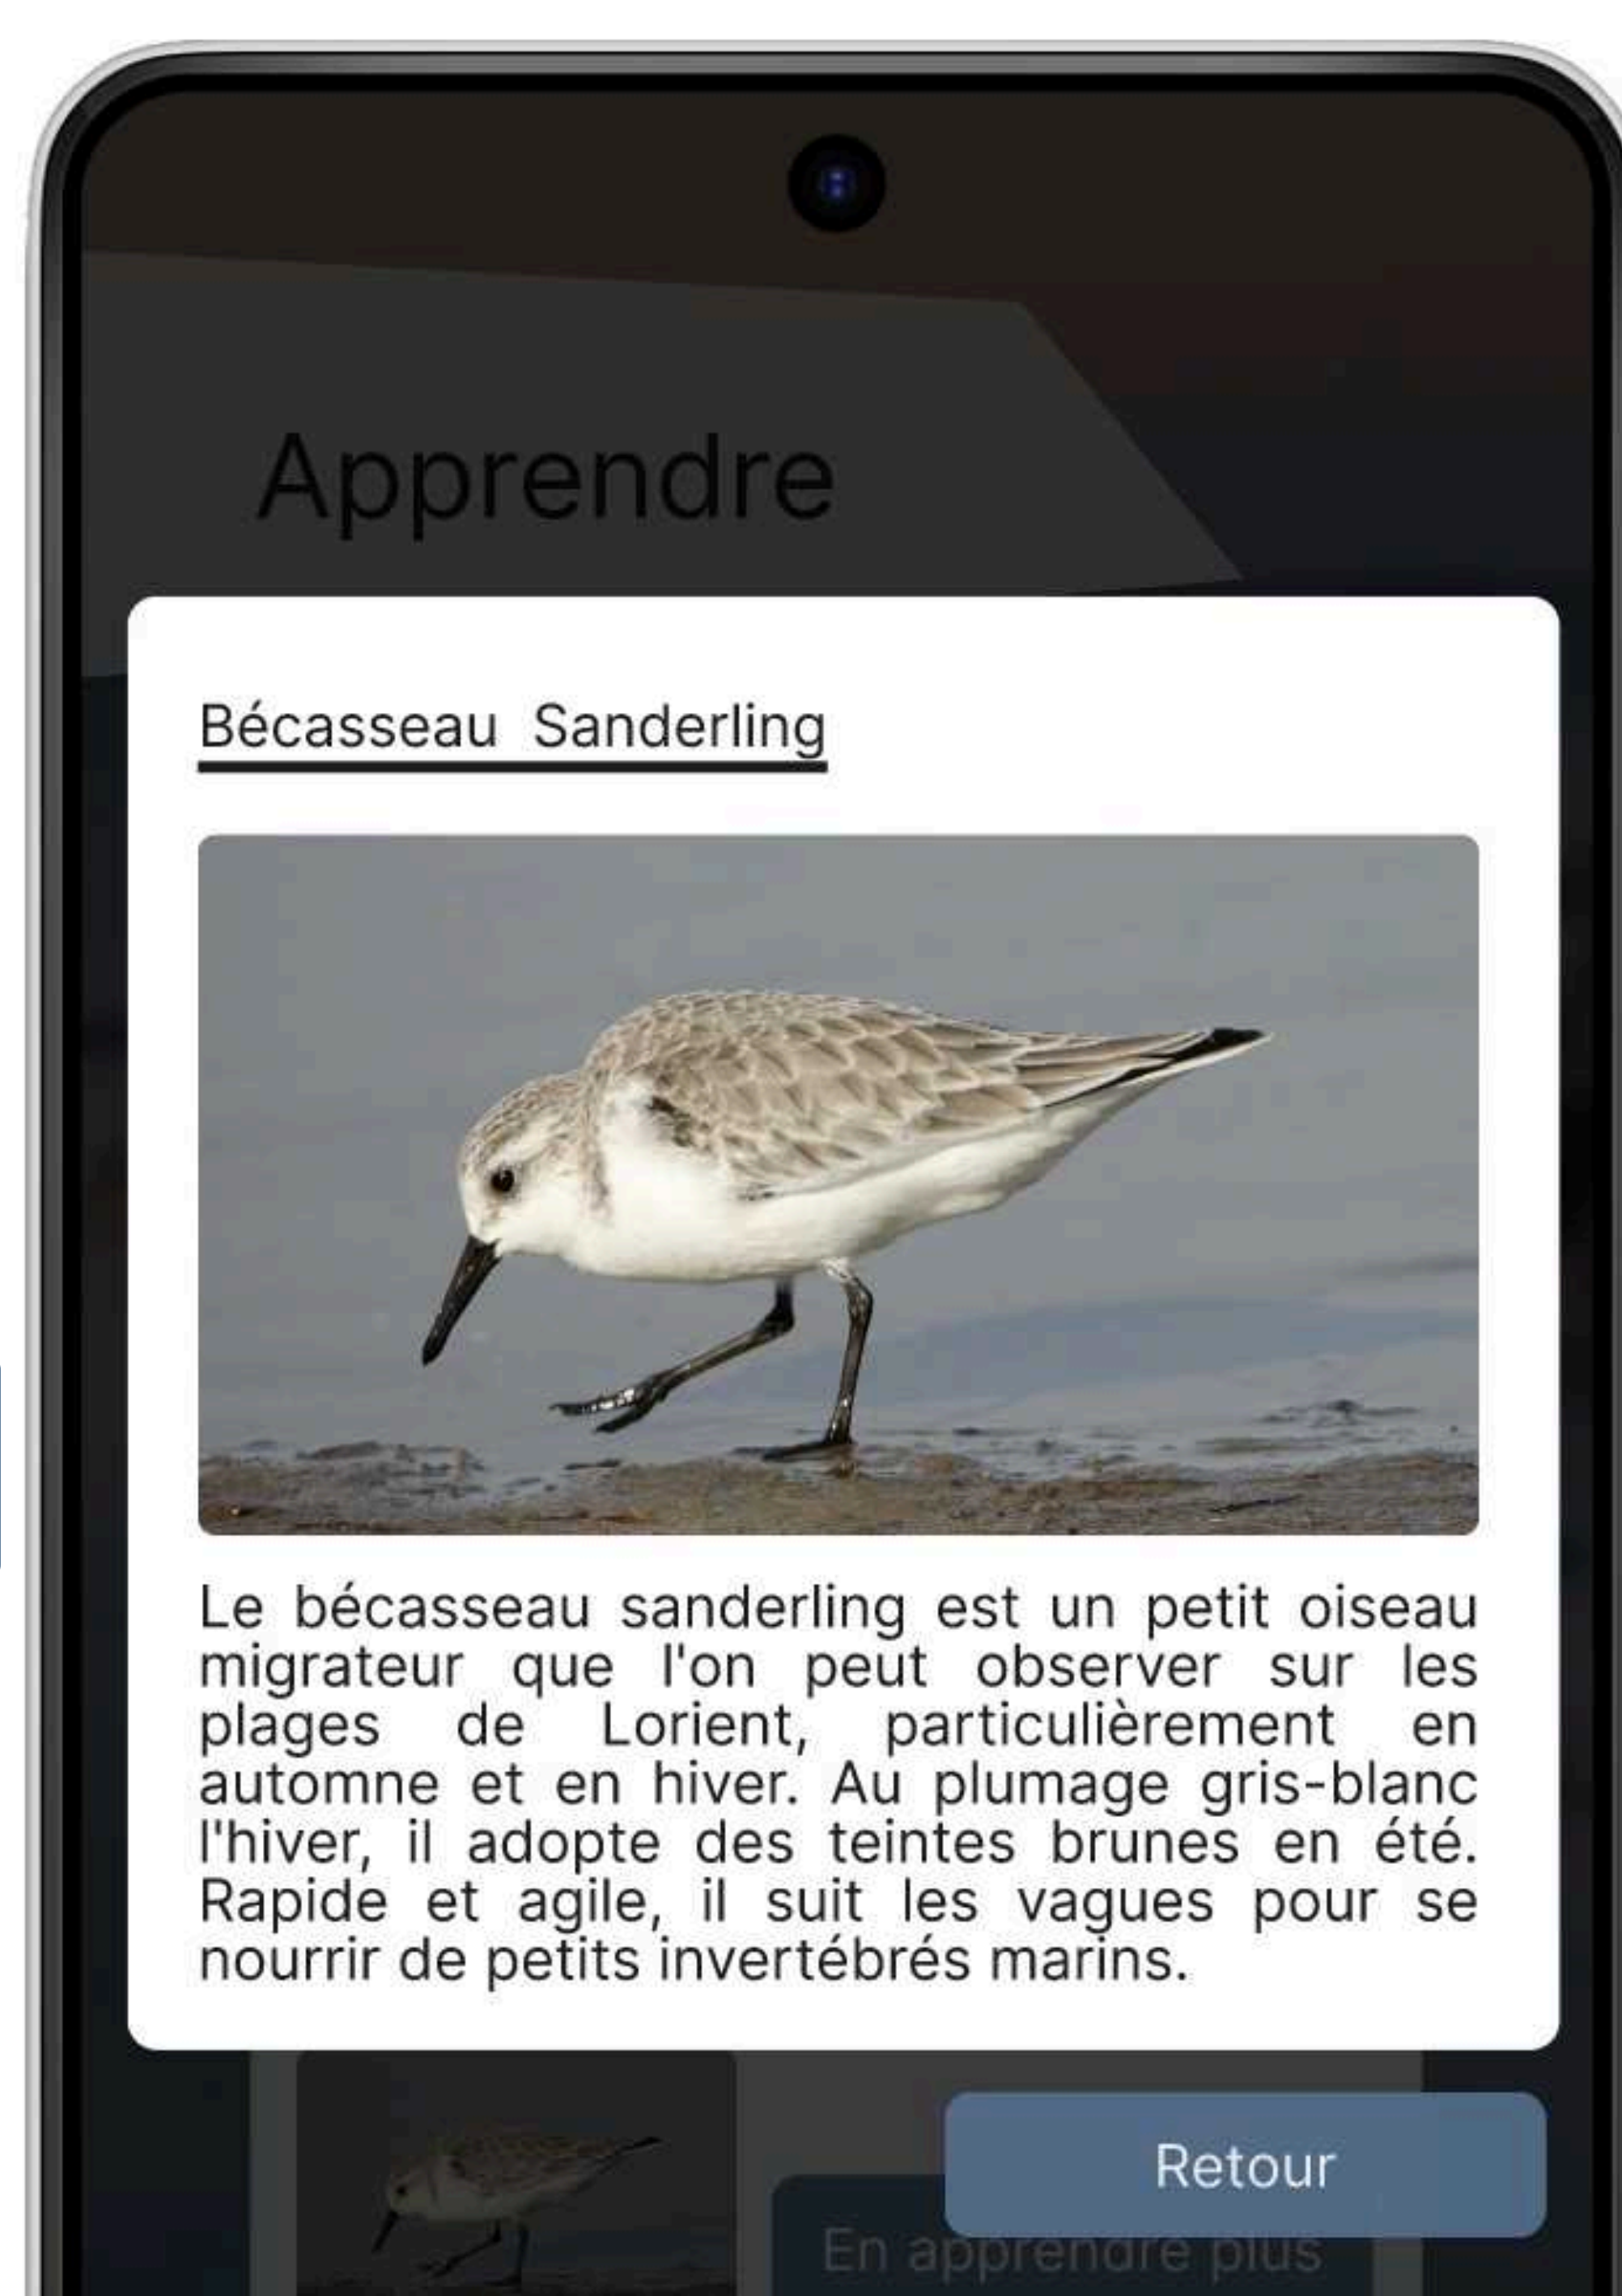 Apprendre
Bécasseau Sanderling
Le bécasseau sanderling est un petit oiseau
migrateur que l'on peut observer sur les
plages de Lorient, particulièrement en
automne et en hiver. Au plumage gris-blanc
l'hiver, il adopte des teintes brunes en été.
Rapide et agile, il suit les vagues pour se
nourrir de petits invertébrés marins.
Retour
En apprendre plus